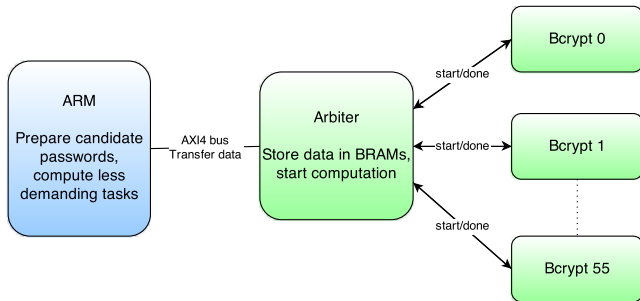 ARM
Prepare candidate
passwords,
compute less
demanding tasks
AXI4 bus
Transfer data
Arbiter
Store data in BRAMs,
start computation
start/done
Bcrypt 0
start/done
Bcrypt 1
start/done
Bcrypt 55